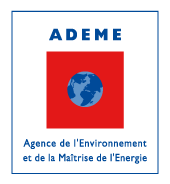 ADEME
Agence de l'Environnement
et de la Maîtrise de l'Energie